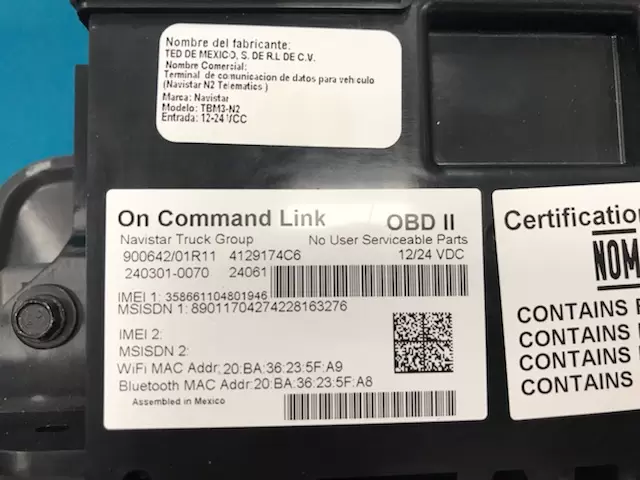 Nombre del fabricante:
TED DE MEXICO, S. DE R.L DE C.V.
Nombre Comercial:
Terminal de comunicacion de datos para vehiculo
(Navistar N2 Telematics)
Marca: Navistar
Modelo: TBM3-N2
Entrada: 12-24 VCC
On Command Link OBD II
Navistar Truck Group No User Serviceable Parts
900642/01R11 4129174C6 12/24 VDC
240301-0070 24061
IMEI 1: 358661104801946
MSISDN 1: 89011704274228163276
IMEI 2:
MSISDN 2:
WiFi MAC Addr:20:BA:36:23:5F:A9
Bluetooth MAC Addr:20:BA:36:23:5F:A8
Assembled in Mexico
Certification
NOM
CONTAINS
CONTAINS
CONTAINS
CONTAINS